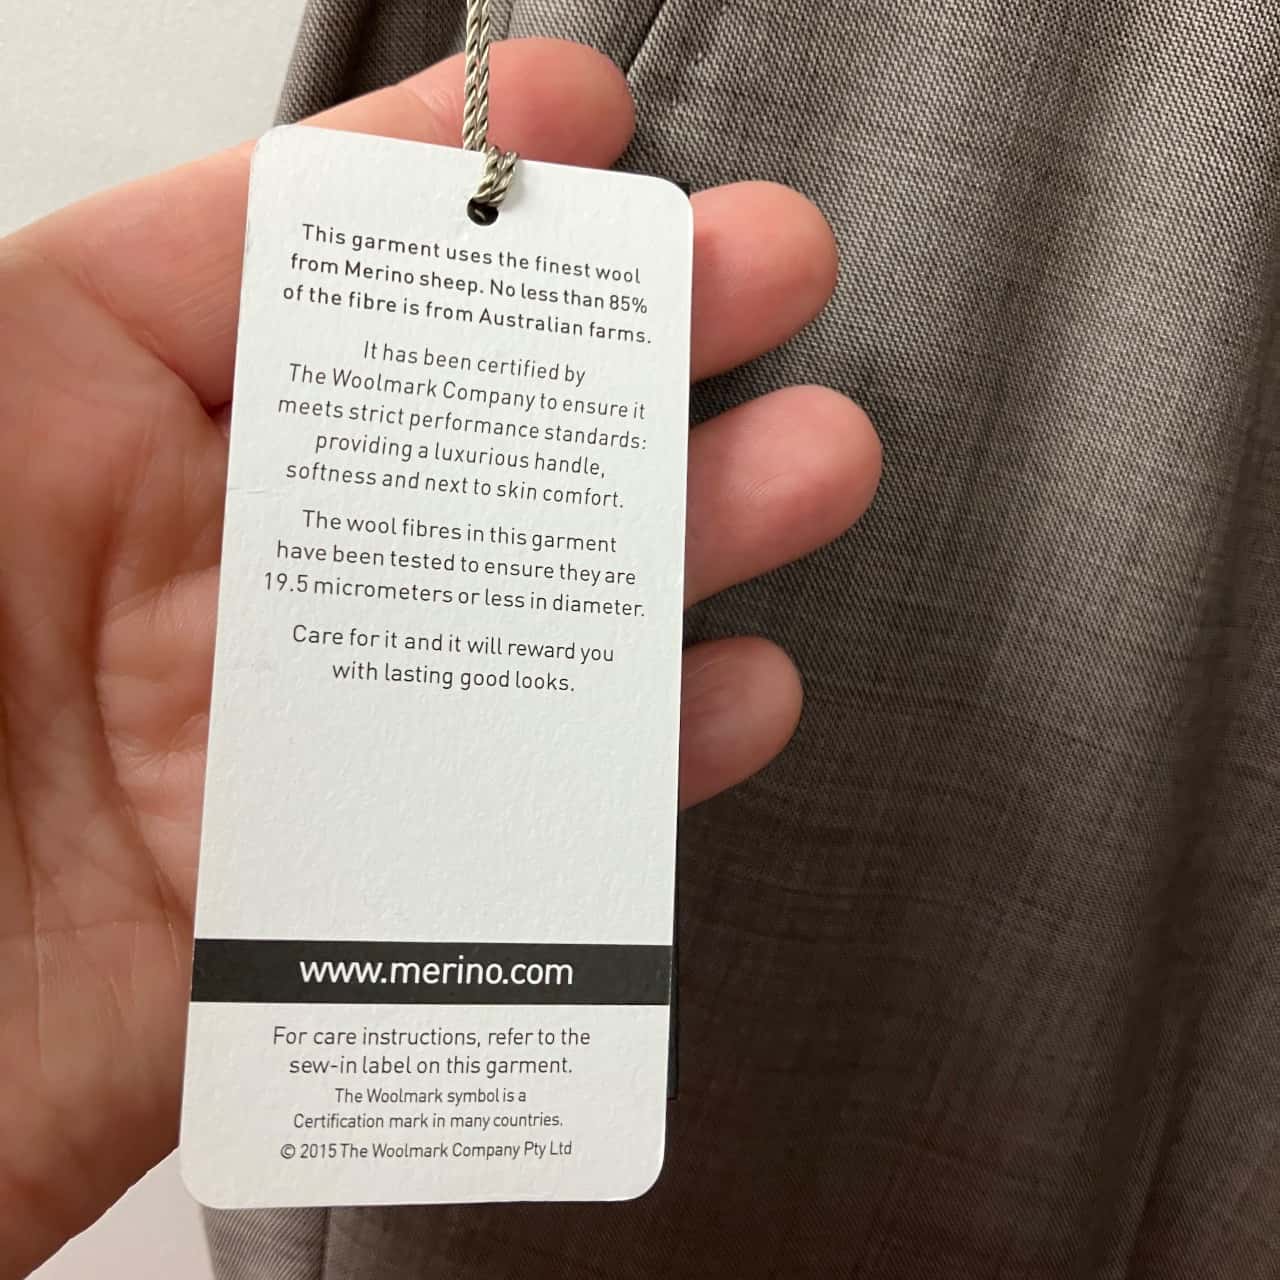 This garment uses the finest wool
from Merino sheep. No less than 85%
of the fibre is from Australian farms.
It has been certified by
The Woolmark Company to ensure it
meets strict performance standards:
providing a luxurious handle,
softness and next to skin comfort.
The wool fibres in this garment
have been tested to ensure they are
19.5 micrometers or less in diameter.
Care for it and it will reward you
with lasting good looks.
www.merino.com
For care instructions, refer to the
sew-in label on this garment.
The Woolmark symbol is a
Certification mark in many countries.
© 2015 The Woolmark Company Pty Ltd